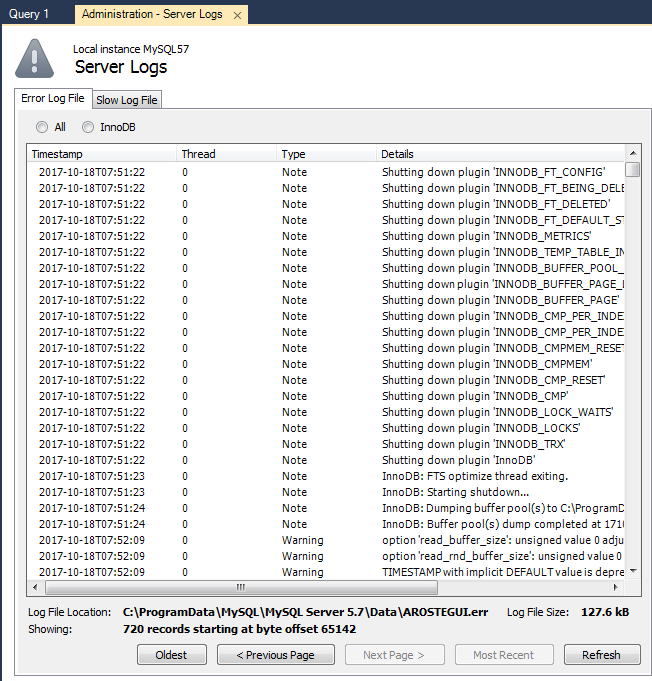 Query 1
Administration - Server Logs
Local instance MySQL57
Server Logs
Error Log File
Slow Log File
All
InnoDB
Timestamp Thread Type Details
2017-10-18T07:51:22 0 Note Shutting down plugin 'INNODB_FT_CONFIG'
2017-10-18T07:51:22 0 Note Shutting down plugin 'INNODB_FT_BEING_DELE
2017-10-18T07:51:22 0 Note Shutting down plugin 'INNODB_FT_DELETED'
2017-10-18T07:51:22 0 Note Shutting down plugin 'INNODB_FT_DEFAULT_ST
2017-10-18T07:51:22 0 Note Shutting down plugin 'INNODB_METRICS'
2017-10-18T07:51:22 0 Note Shutting down plugin 'INNODB_TEMP_TABLE_IN
2017-10-18T07:51:22 0 Note Shutting down plugin 'INNODB_BUFFER_POOL_
2017-10-18T07:51:22 0 Note Shutting down plugin 'INNODB_BUFFER_PAGE_L
2017-10-18T07:51:22 0 Note Shutting down plugin 'INNODB_BUFFER_PAGE'
2017-10-18T07:51:22 0 Note Shutting down plugin 'INNODB_CMP_PER_INDE
2017-10-18T07:51:22 0 Note Shutting down plugin 'INNODB_CMP_PER_INDE
2017-10-18T07:51:22 0 Note Shutting down plugin 'INNODB_CMPMEM_RESET
2017-10-18T07:51:22 0 Note Shutting down plugin 'INNODB_CMPMEM'
2017-10-18T07:51:22 0 Note Shutting down plugin 'INNODB_CMP_RESET'
2017-10-18T07:51:22 0 Note Shutting down plugin 'INNODB_CMP'
2017-10-18T07:51:22 0 Note Shutting down plugin 'INNODB_LOCK_WAITS'
2017-10-18T07:51:22 0 Note Shutting down plugin 'INNODB_LOCKS'
2017-10-18T07:51:22 0 Note Shutting down plugin 'INNODB_TRX'
2017-10-18T07:51:22 0 Note Shutting down plugin 'InnoDB'
2017-10-18T07:51:23 0 Note InnoDB: FTS optimize thread exiting.
2017-10-18T07:51:23 0 Note InnoDB: Starting shutdown...
2017-10-18T07:51:24 0 Note InnoDB: Dumping buffer pool(s) to C:\ProgramD
2017-10-18T07:51:24 0 Note InnoDB: Buffer pool(s) dump completed at 1710
2017-10-18T07:52:09 0 Warning option 'read_buffer_size': unsigned value 0 adju
2017-10-18T07:52:09 0 Warning option 'read_rnd_buffer_size': unsigned value 0
2017-10-18T07:52:09 0 Warning TIMESTAMP with implicit DEFAULT value is depre
Log File Location: C:\ProgramData\MySQL\MySQL Server 5.7\Data\AROSTEGUI.err Log File Size: 127.6 kB
Showing: 720 records starting at byte offset 65142
Oldest
< Previous Page
Next Page >
Most Recent
Refresh